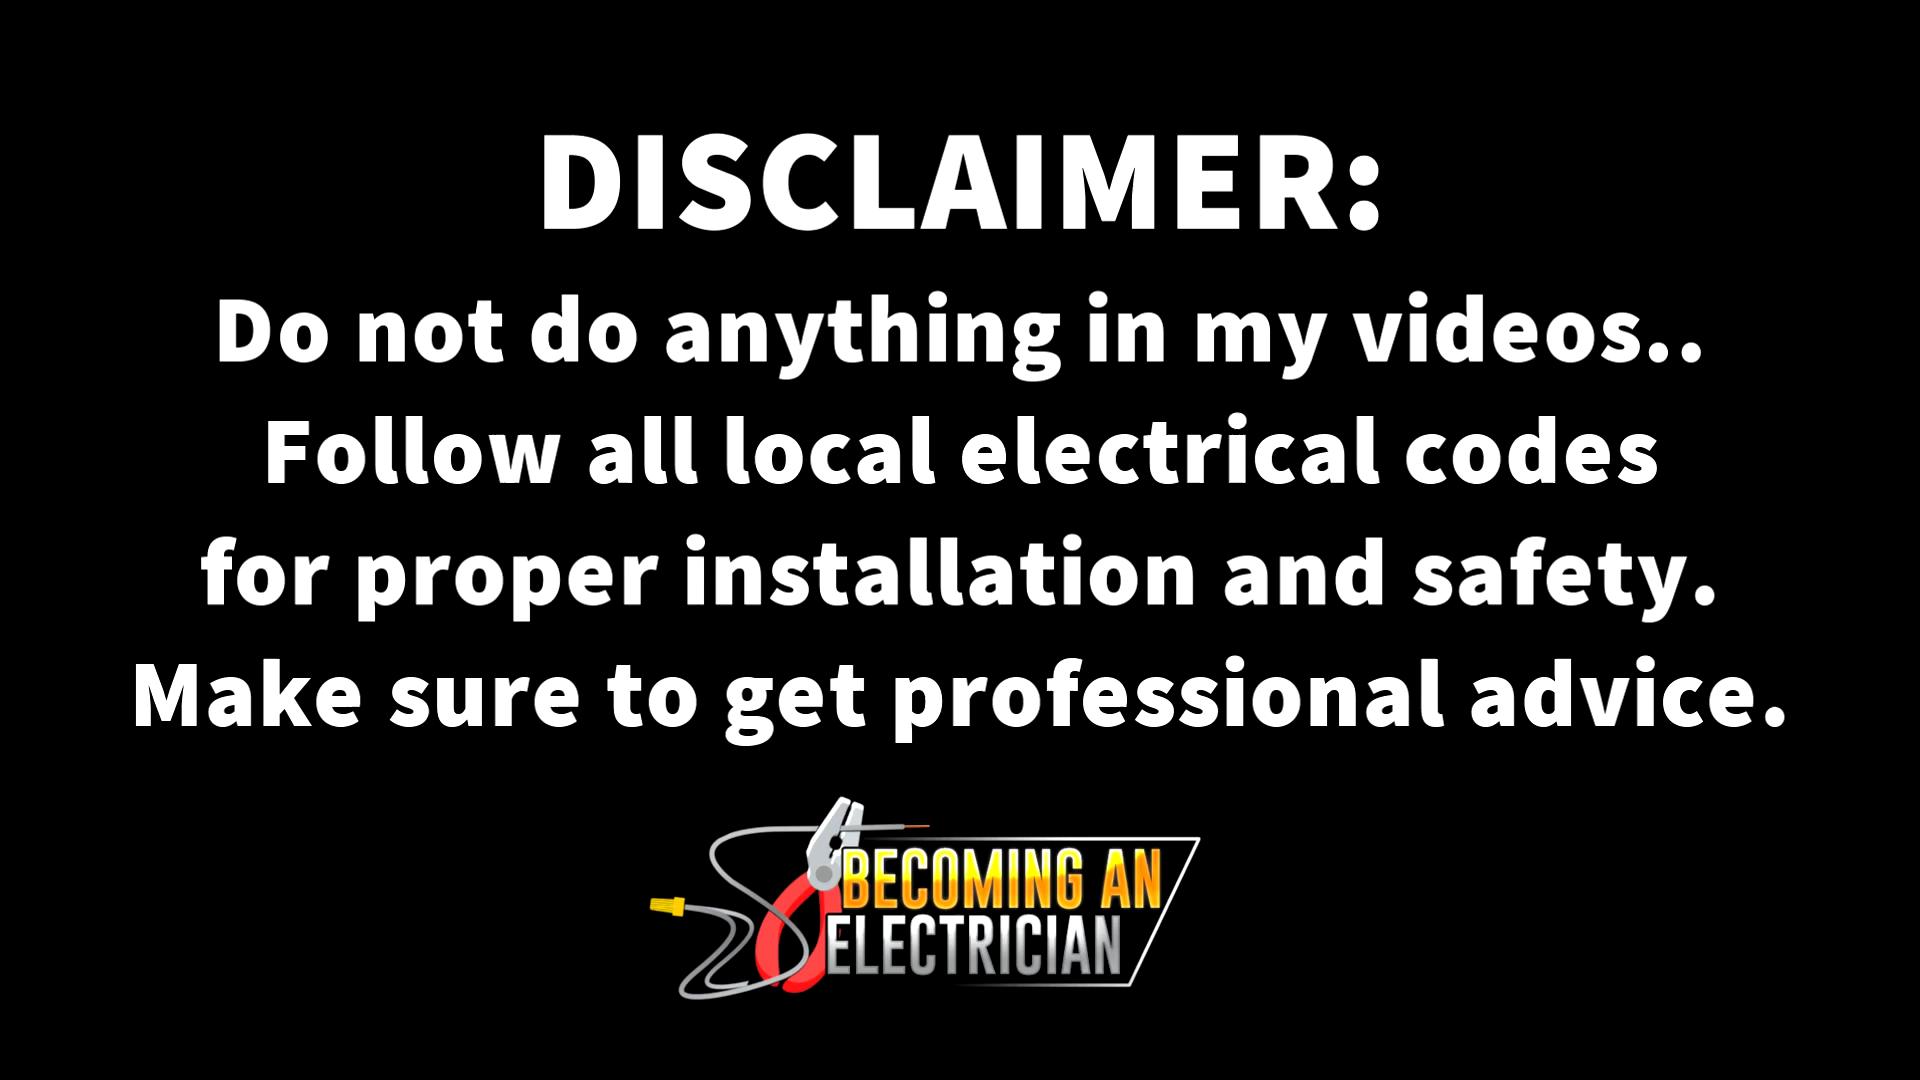 DISCLAIMER:
Do not do anything in my videos..
Follow all local electrical codes
for proper installation and safety.
Make sure to get professional advice.
BECOMING AN
ELECTRICIAN